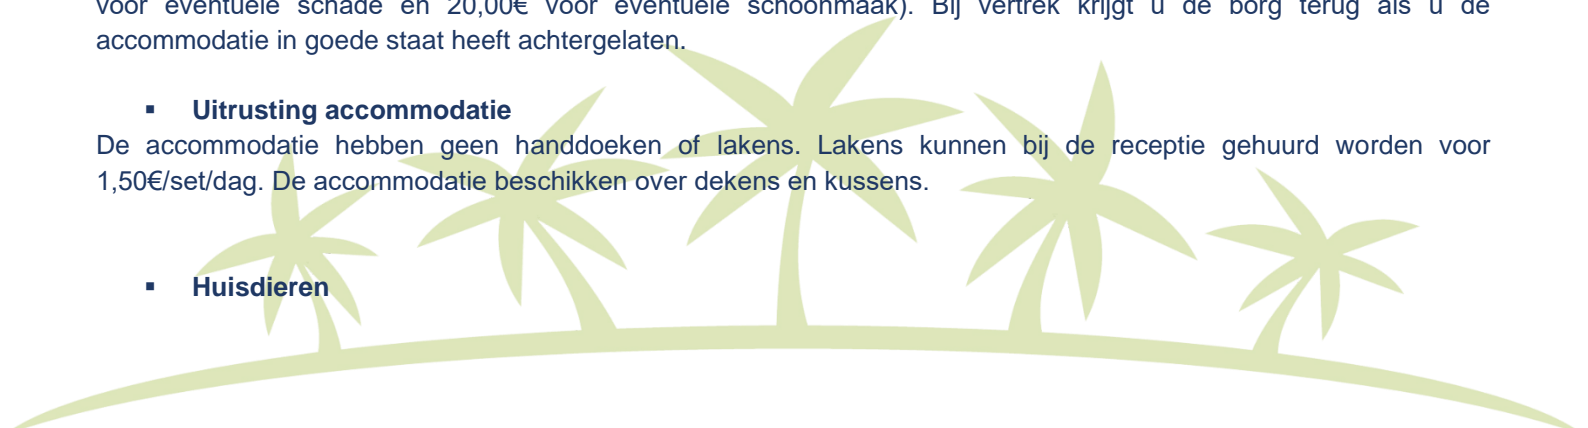 voor eventuele schade en 20,00€ voor eventuele schoonmaak). Bij vertrek krijgt u de borg terug als u de
accommodatie in goede staat heeft achtergelaten.
▪ Uitrusting accommodatie
De accommodatie hebben geen handdoeken of lakens. Lakens kunnen bij de receptie gehuurd worden voor
1,50€/set/dag. De accommodatie beschikken over dekens en kussens.
▪ Huisdieren